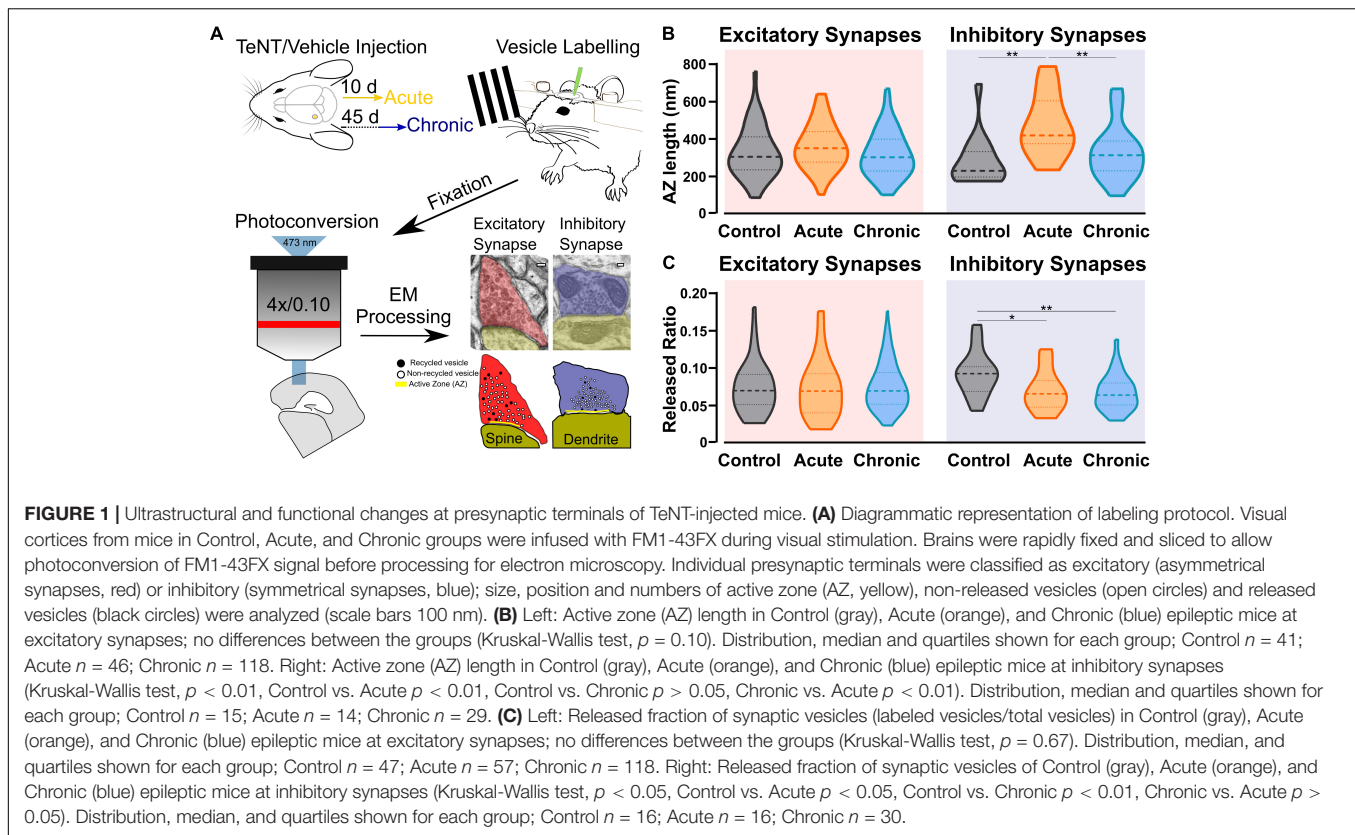 A
TeNT/Vehicle Injection
10 d
Acute
45 d
Chronic
Vesicle Labelling
Fixation
Photoconversion
473 nm
4x/0.10
EM
Processing
Excitatory
Synapse
Inhibitory
Synapse
Recycled vesicle
Non-recycled vesicle
Active Zone (AZ)
Spine
Dendrite
B
Excitatory Synapses
Inhibitory Synapses
AZ length (nm)
800
600
400
200
0
** **
Control Acute Chronic
Control Acute Chronic
C
Excitatory Synapses
Inhibitory Synapses
Released Ratio
0.20
0.15
0.10
0.05
0
**
*
Control Acute Chronic
Control Acute Chronic
FIGURE 1 | Ultrastructural and functional changes at presynaptic terminals of TeNT-injected mice. (A) Diagrammatic representation of labeling protocol. Visual
cortices from mice in Control, Acute, and Chronic groups were infused with FM1-43FX during visual stimulation. Brains were rapidly fixed and sliced to allow
photoconversion of FM1-43FX signal before processing for electron microscopy. Individual presynaptic terminals were classified as excitatory (asymmetrical
synapses, red) or inhibitory (symmetrical synapses, blue); size, position and numbers of active zone (AZ, yellow), non-released vesicles (open circles) and released
vesicles (black circles) were analyzed (scale bars 100 nm). (B) Left: Active zone (AZ) length in Control (gray), Acute (orange), and Chronic (blue) epileptic mice at
excitatory synapses; no differences between the groups (Kruskal-Wallis test, p = 0.10). Distribution, median and quartiles shown for each group; Control n = 41;
Acute n = 46; Chronic n = 118. Right: Active zone (AZ) length in Control (gray), Acute (orange), and Chronic (blue) epileptic mice at inhibitory synapses
(Kruskal-Wallis test, p < 0.01, Control vs. Acute p < 0.01, Control vs. Chronic p > 0.05, Chronic vs. Acute p < 0.01). Distribution, median and quartiles shown for
each group; Control n = 15; Acute n = 14; Chronic n = 29. (C) Left: Released fraction of synaptic vesicles (labeled vesicles/total vesicles) in Control (gray), Acute
(orange), and Chronic (blue) epileptic mice at excitatory synapses; no differences between the groups (Kruskal-Wallis test, p = 0.67). Distribution, median, and
quartiles shown for each group; Control n = 47; Acute n = 57; Chronic n = 118. Right: Released fraction of synaptic vesicles of Control (gray), Acute (orange), and
Chronic (blue) epileptic mice at inhibitory synapses (Kruskal-Wallis test, p < 0.05, Control vs. Acute p < 0.05, Control vs. Chronic p < 0.01, Chronic vs. Acute p >
0.05). Distribution, median, and quartiles shown for each group; Control n = 16; Acute n = 16; Chronic n = 30.